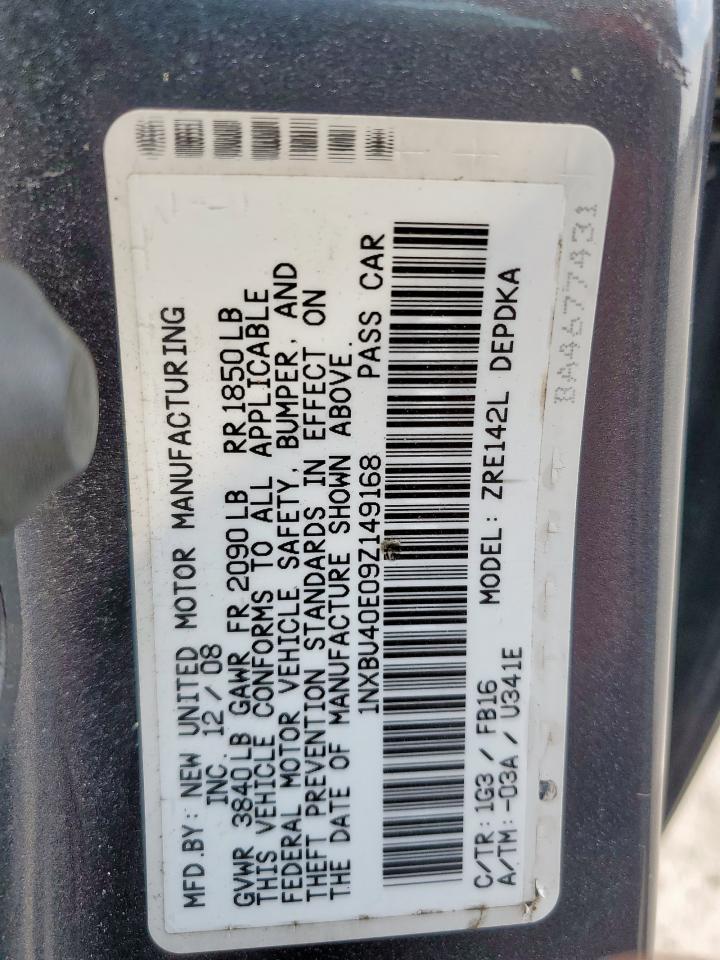 MFD.BY: NEW UNITED MOTOR MANUFACTURING
INC. 12/08
GVWR 3840LB GAWR FR 2090LB RR 1850LB
THIS VEHICLE CONFORMS TO ALL APPLICABLE
FEDERAL MOTOR VEHICLE SAFETY, BUMPER, AND
THEFT PREVENTION STANDARDS IN EFFECT ON
THE DATE OF MANUFACTURE SHOWN ABOVE.
1NXBU40E09Z149168 PASS CAR
C/TR: 1G3 / FB16 MODEL: ZRE142L DEPDKA
A/TM: -03A / U341E
BA4677431